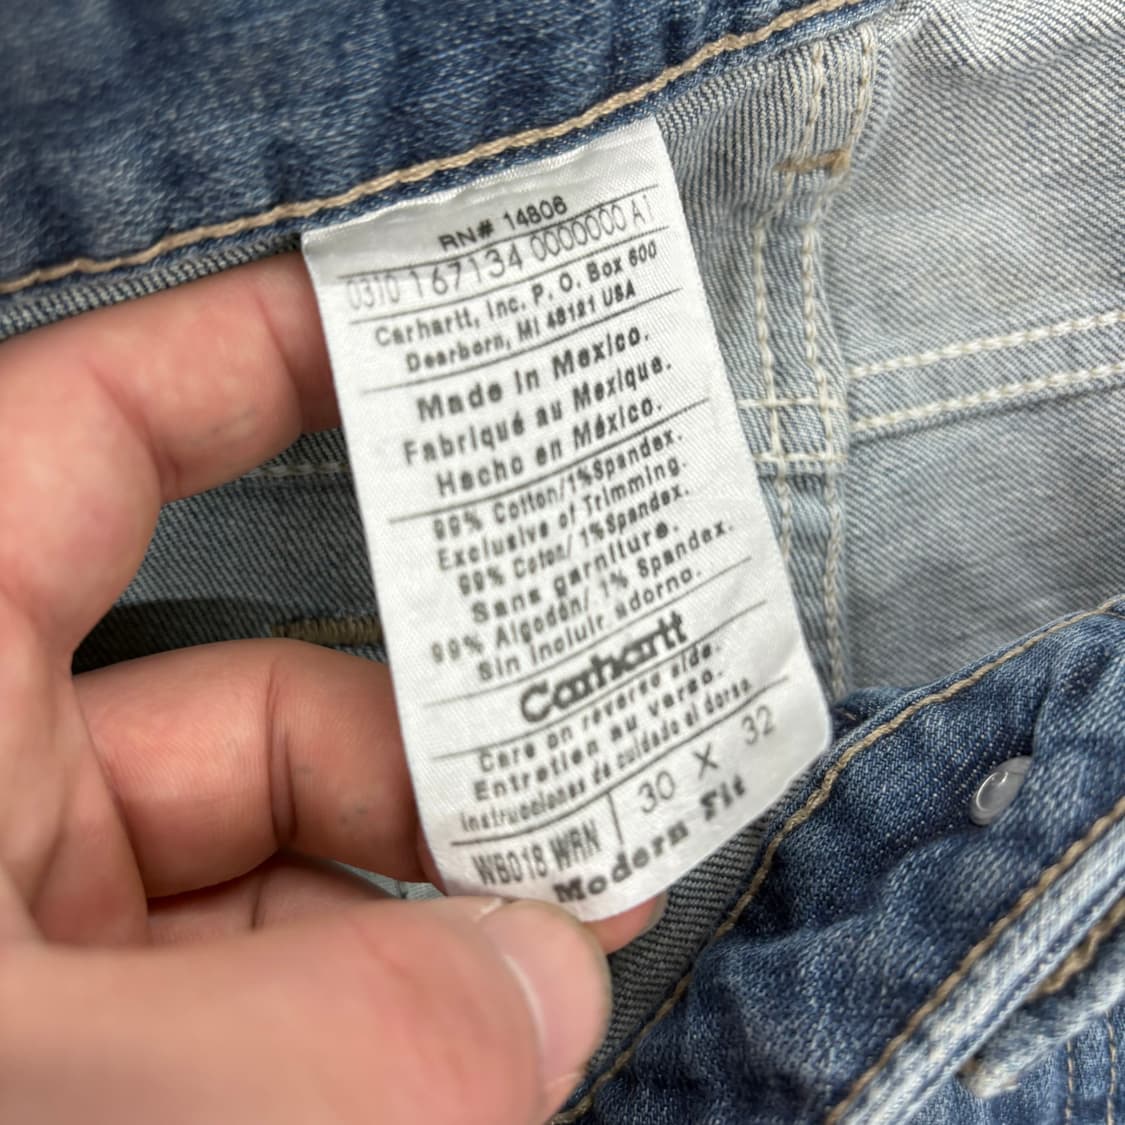 RN# 14806
0310 167134 0000000 A1
Carhartt, Inc. P. O. Box 600
Dearborn, MI 48121 USA
Made In Mexico.
Fabriqué au Mexique.
Hecho en México.
99% Cotton/1%Spandex.
Exclusive of Trimming.
99% Coton/ 1%Spandex.
Sans garniture.
99% Algodón/ 1% Spandex.
Sin incluir adorno.
Carhartt
Care on reverse side.
Entretien au verso.
Instrucciones de cuidado al dorso.
WB018 WRN 30 X 32
Modern Fit